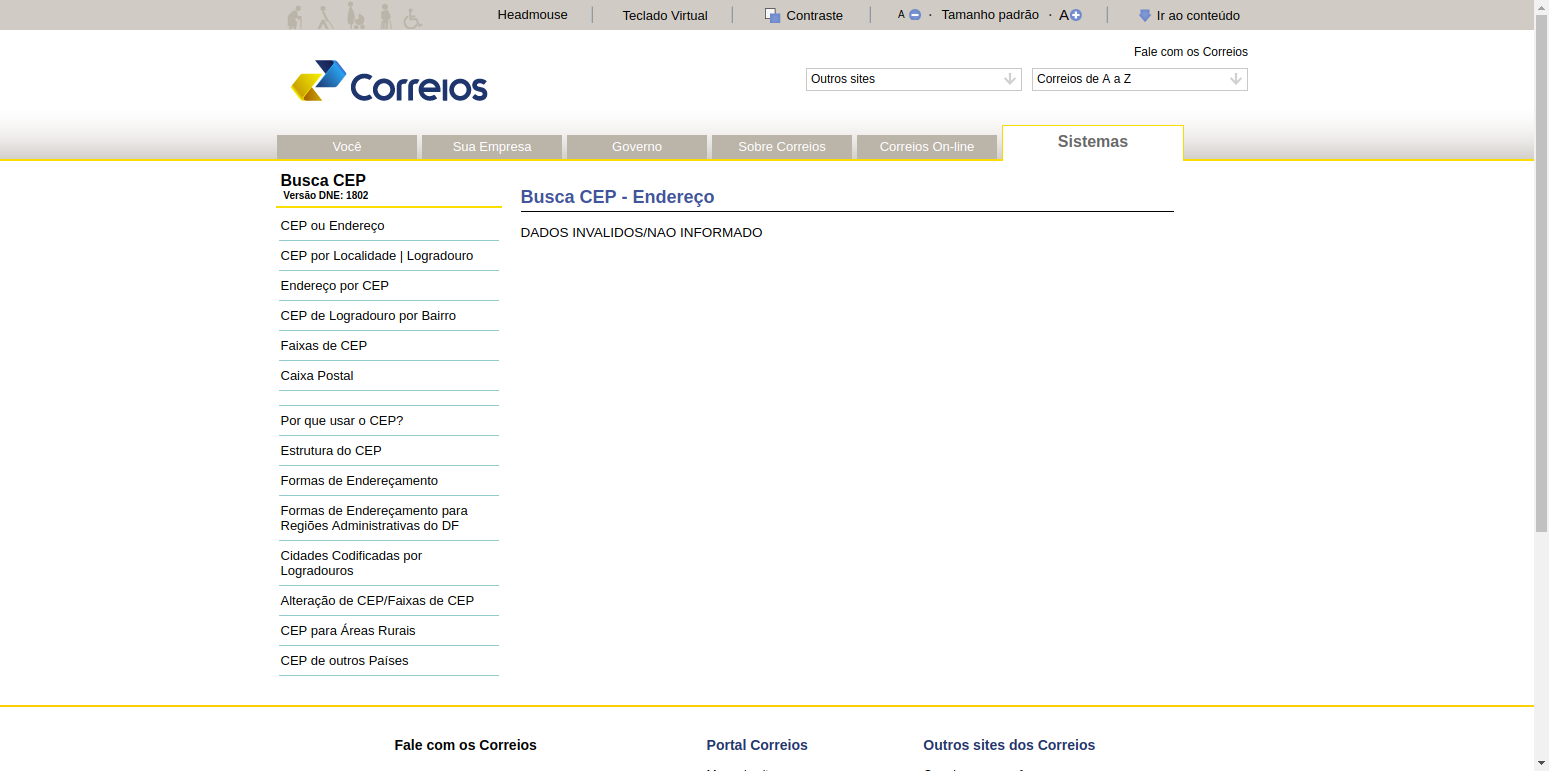 Headmouse
Teclado Virtual
Contraste
A · Tamanho padrão · A
Ir ao conteúdo
Fale com os Correios
Correios
Outros sites
Correios de A a Z
Você
Sua Empresa
Governo
Sobre Correios
Correios On-line
Sistemas
Busca CEP
Versão DNE: 1802
CEP ou Endereço
CEP por Localidade | Logradouro
Endereço por CEP
CEP de Logradouro por Bairro
Faixas de CEP
Caixa Postal
Por que usar o CEP?
Estrutura do CEP
Formas de Endereçamento
Formas de Endereçamento para
Regiões Administrativas do DF
Cidades Codificadas por
Logradouros
Alteração de CEP/Faixas de CEP
CEP para Áreas Rurais
CEP de outros Países
Busca CEP - Endereço
DADOS INVALIDOS/NAO INFORMADO
Fale com os Correios
Portal Correios
Outros sites dos Correios